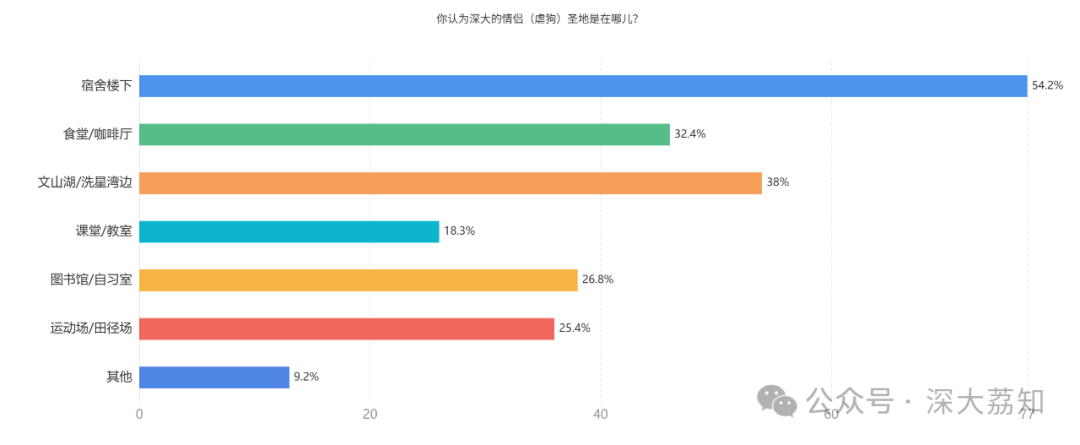 你认为深大的情侣（虐狗）圣地是在哪儿？
宿舍楼下 54.2%
食堂/咖啡厅 32.4%
文山湖/洗星湾边 38%
课堂/教室 18.3%
图书馆/自习室 26.8%
运动场/田径场 25.4%
其他 9.2%
0 20 40 60 77
公众号 · 深大荔知